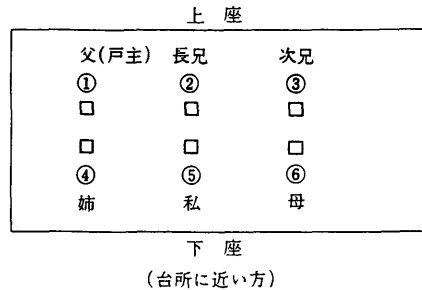 上座
父(戸主) 長兄 次兄
① ② ③
④ ⑤ ⑥
姉 私 母
下座
(台所に近い方)